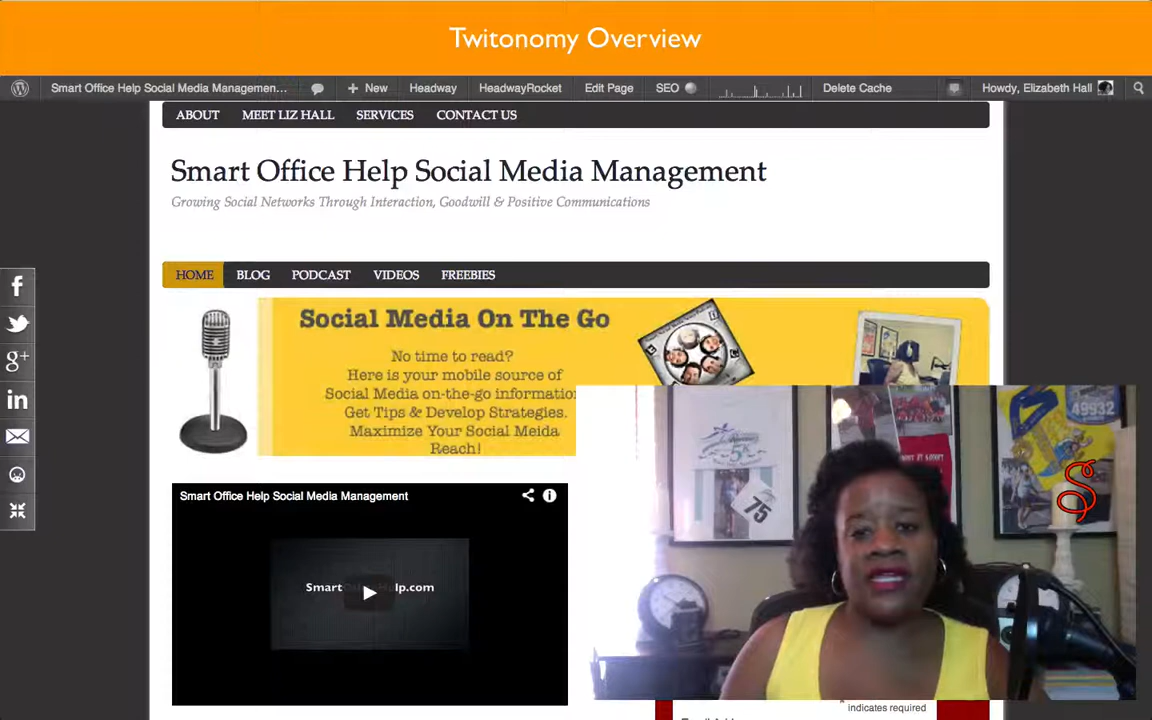 Twitonomy Overview
Smart Office Help Social Media Managemen...
New
Headway
HeadwayRocket
Edit Page
SEO
Delete Cache
Howdy, Elizabeth Hall
ABOUT
MEET LIZ HALL
SERVICES
CONTACT US
Smart Office Help Social Media Management
Growing Social Networks Through Interaction, Goodwill & Positive Communications
HOME
BLOG
PODCAST
VIDEOS
FREEBIES
Social Media On The Go
No time to read?
Here is your mobile source of
Social Media on-the-go information
Get Tips & Develop Strategies.
Maximize Your Social Meida
Reach!
Smart Office Help Social Media Management
49932
5K
75
* indicates required